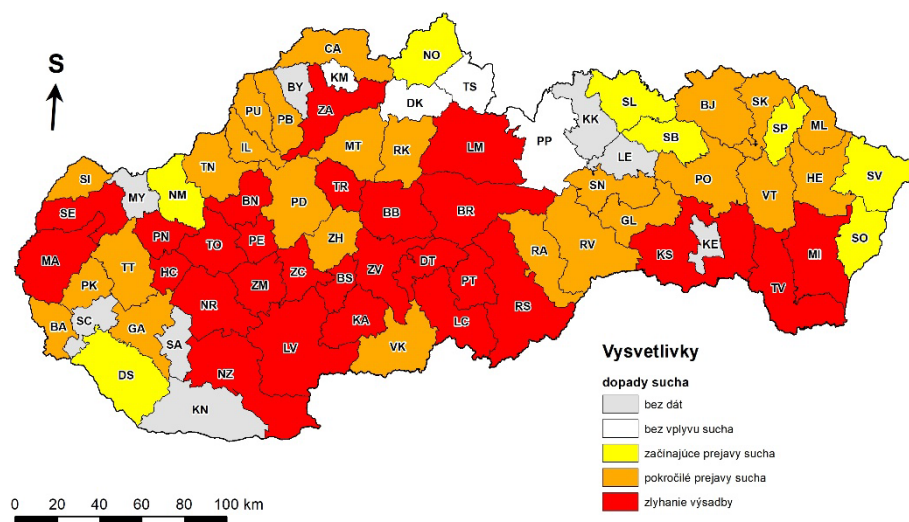 S
CA
NO
KM
TS
BY
DK
ZA
PU
PB
IL
MT
RK
LM
TN
SL
KK
BJ
SK
SP
ML
SB
PP
LE
PO
VT
HE
SV
SN
GL
SO
SI
MY
NM
SE
BN
PD
TR
BB
BR
MA
PN
TO
PE
ZH
RA
RV
KS
KE
MI
TV
HC
ZM
ZC
BS
ZV
DT
PT
TT
PK
NR
KA
LC
RS
SC
BA
GA
SA
LV
VK
DS
NZ
KN
Vysvetlivky
dopady sucha
bez dát
bez vplyvu sucha
začínajúce prejavy sucha
pokročilé prejavy sucha
zlyhanie výsadby
0 20 40 60 80 100 km